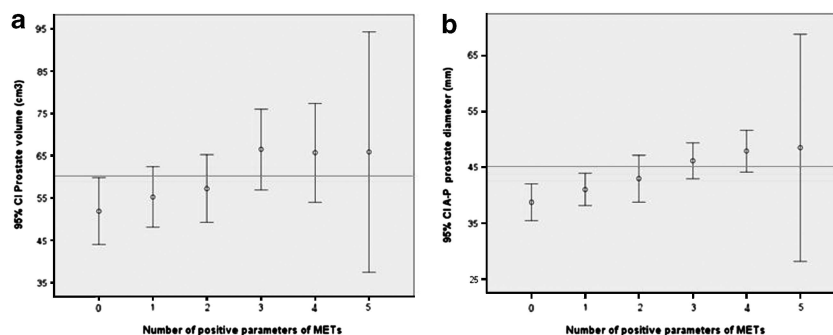 a
95% CI Prostate volume (cm3)
95
85
75
65
55
45
35
0 1 2 3 4 5
Number of positive parameters of METs
b
95% CI A-P prostate diameter (mm)
65
55
45
35
25
0 1 2 3 4 5
Number of positive parameters of METs